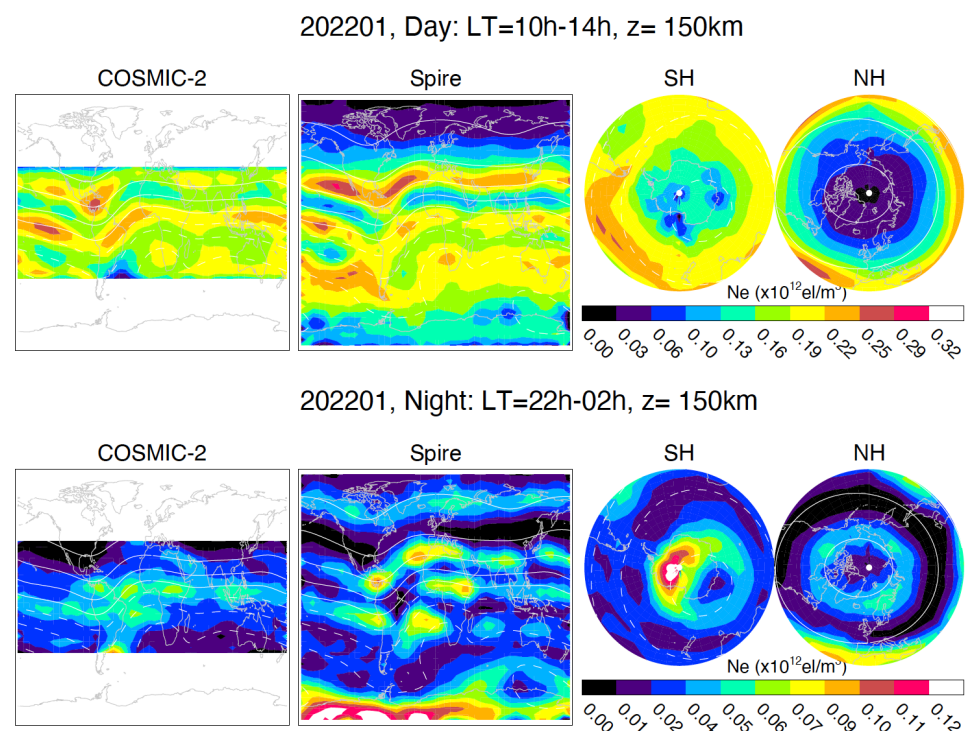 202201, Day: LT=10h-14h, z= 150km
COSMIC-2 Spire SH NH
Ne (x10¹²el/m³)
0.00 0.03 0.06 0.10 0.13 0.16 0.19 0.22 0.25 0.29 0.32
202201, Night: LT=22h-02h, z= 150km
COSMIC-2 Spire SH NH
Ne (x10¹²el/m³)
0.00 0.01 0.02 0.04 0.05 0.06 0.07 0.09 0.10 0.11 0.12